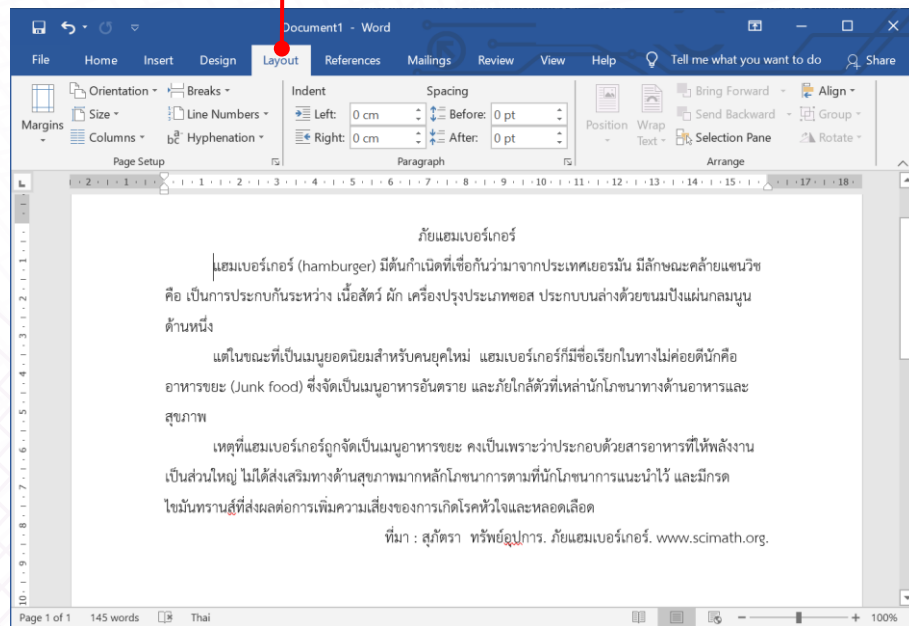 Document1 - Word
File Home Insert Design Layout References Mailings Review View Help Tell me what you want to do Share
Margins Orientation Size Columns Breaks Line Numbers Hyphenation Indent Left: 0 cm Right: 0 cm Spacing Before: 0 pt After: 0 pt Position Wrap Text Bring Forward Send Backward Selection Pane Align Group Rotate
Page Setup Paragraph Arrange
2 1 1 2 3 4 5 6 7 8 9 10 11 12 13 14 15 17 18
ภัยแฮมเบอร์เกอร์
แฮมเบอร์เกอร์ (hamburger) มีต้นกำเนิดที่เชื่อกันว่ามาจากประเทศเยอรมัน มีลักษณะคล้ายแซนวิช
คือ เป็นการประกบกันระหว่าง เนื้อสัตว์ ผัก เครื่องปรุงประเภทซอส ประกบบนล่างด้วยขนมปังแผ่นกลมนูน
ด้านหนึ่ง
แต่ในขณะที่เป็นเมนูยอดนิยมสำหรับคนยุคใหม่ แฮมเบอร์เกอร์ก็มีชื่อเรียกในทางไม่ค่อยดีนักคือ
อาหารขยะ (Junk food) ซึ่งจัดเป็นเมนูอาหารอันตราย และภัยใกล้ตัวที่เหล่านักโภชนาทางด้านอาหารและ
สุขภาพ
เหตุที่แฮมเบอร์เกอร์ถูกจัดเป็นเมนูอาหารขยะ คงเป็นเพราะว่าประกอบด้วยสารอาหารที่ให้พลังงาน
เป็นส่วนใหญ่ ไม่ได้ส่งเสริมทางด้านสุขภาพมากหลักโภชนาการตามที่นักโภชนาการแนะนำไว้ และมีกรด
ไขมันทรานส์ที่ส่งผลต่อการเพิ่มความเสี่ยงของการเกิดโรคหัวใจและหลอดเลือด
ที่มา : สุภัตรา ทรัพย์อุปการ. ภัยแฮมเบอร์เกอร์. www.scimath.org.
1 2 3 4 5 6 7 8 9 10
Page 1 of 1 145 words Thai 100%